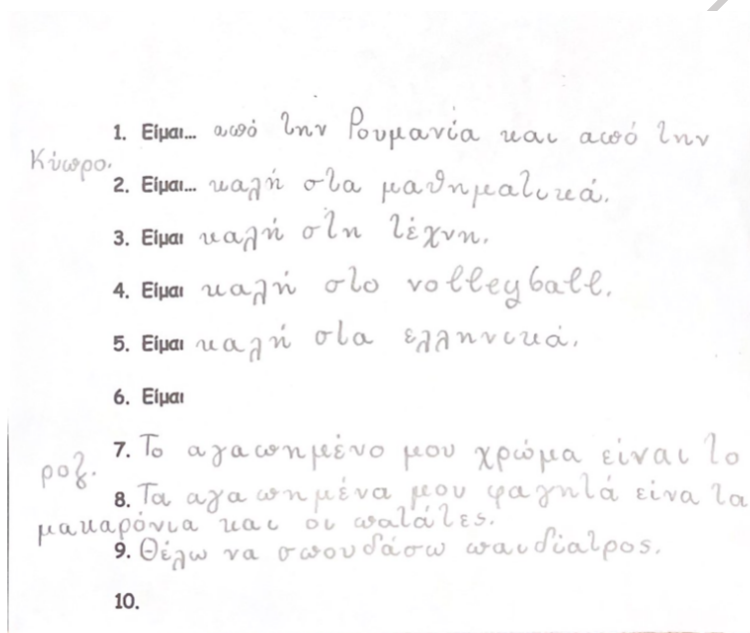 1. Είμαι... από την Ρουμανία και από την
Κύπρο.
2. Είμαι... καλή στα μαθηματικά.
3. Είμαι καλή στη τέχνη.
4. Είμαι καλή στο volleyball.
5. Είμαι καλή στα ελληνικά.
6. Είμαι
7. Το αγαπημένο μου χρώμα είναι το
ροζ.
8. Τα αγαπημένα μου φαγητά είνα τα
μακαρόνια και οι πατάτες.
9. Θέλω να σπουδάσω παιδίατρος.
10.